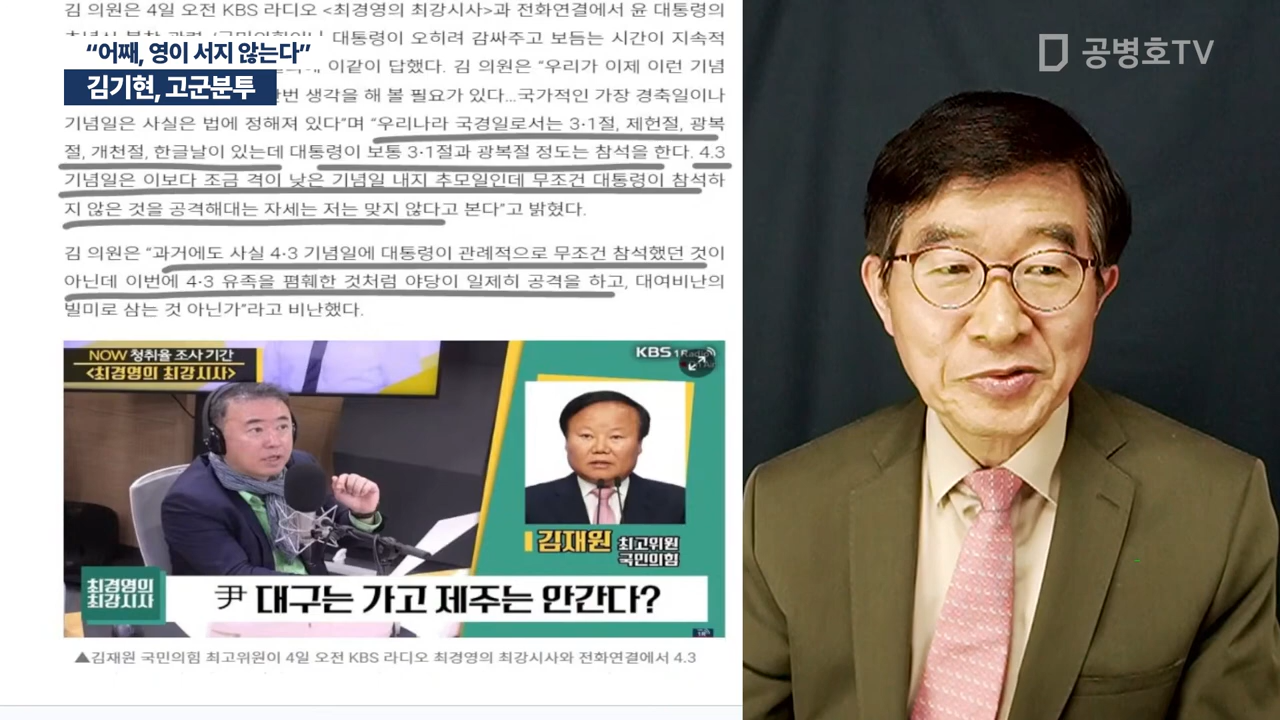 김 의원은 4일 오전 KBS 라디오 <최경영의 최강시사>과 전화연결에서 윤 대통령의
대통령이 오히려 감싸주고 보듬는 시간이 지속적
“어째, 영이 서지 않는다”
이같이 답했다. 김 의원은 “우리가 이제 이런 기념
김기현, 고군분투
한번 생각을 해 볼 필요가 있다...국가적인 가장 경축일이나
기념일은 사실은 법에 정해져 있다”며 “우리나라 국경일로서는 3·1절, 제헌절, 광복
절, 개천절, 한글날이 있는데 대통령이 보통 3·1절과 광복절 정도는 참석을 한다. 4.3
기념일은 이보다 조금 격이 낮은 기념일 내지 추모일인데 무조건 대통령이 참석하
지 않은 것을 공격해대는 자세는 저는 맞지 않다고 본다”고 밝혔다.
김 의원은 “과거에도 사실 4·3 기념일에 대통령이 관례적으로 무조건 참석했던 것이
아닌데 이번에 4·3 유족을 폄훼한 것처럼 야당이 일제히 공격을 하고, 대여비난의
빌미로 삼는 것 아닌가”라고 비난했다.
NOW 청취율 조사 기간
<최경영의 최강시사>
KBS 1
김재원 최고위원
국민의힘
최경영의
최강시사
尹 대구는 가고 제주는 안간다?
▲김재원 국민의힘 최고위원이 4일 오전 KBS 라디오 최경영의 최강시사와 전화연결에서 4.3
공병호TV